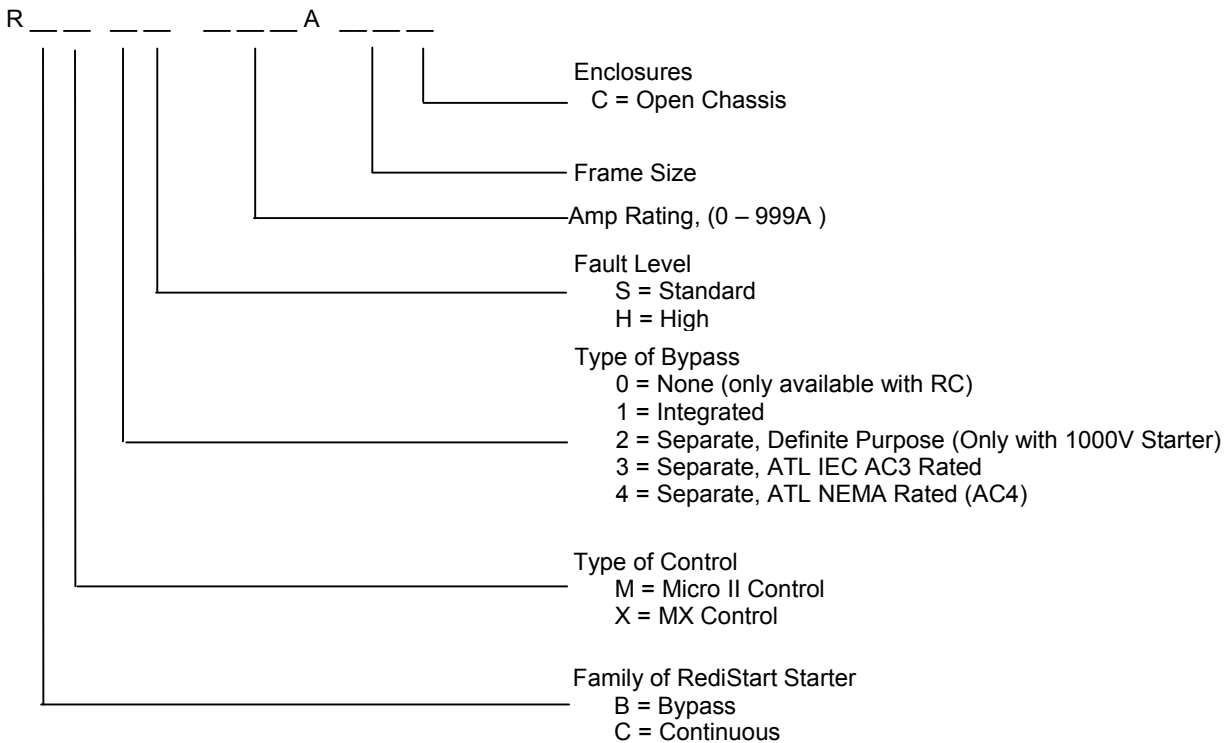 R __ __ __ __ __ __ __ A __ __ __
Enclosures
C = Open Chassis
Frame Size
Amp Rating, (0 – 999A )
Fault Level
S = Standard
H = High
Type of Bypass
0 = None (only available with RC)
1 = Integrated
2 = Separate, Definite Purpose (Only with 1000V Starter)
3 = Separate, ATL IEC AC3 Rated
4 = Separate, ATL NEMA Rated (AC4)
Type of Control
M = Micro II Control
X = MX Control
Family of RediStart Starter
B = Bypass
C = Continuous